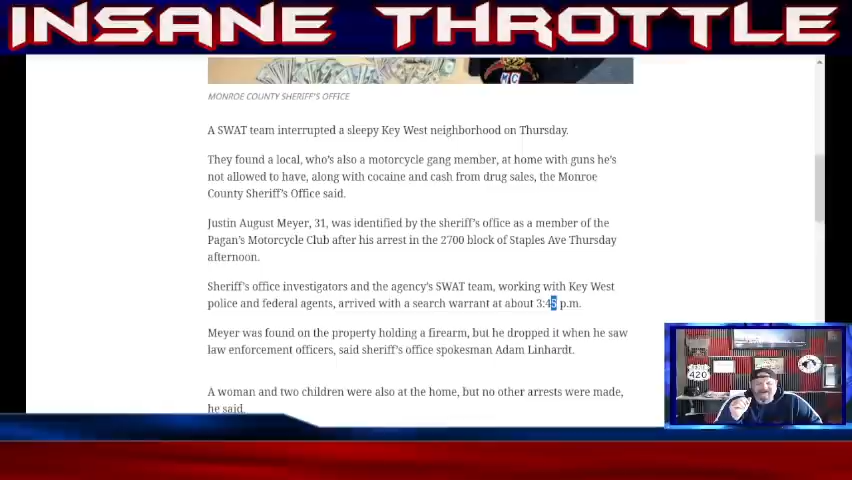 INSANE THROTTLE
MC
MONROE COUNTY SHERIFF'S OFFICE
A SWAT team interrupted a sleepy Key West neighborhood on Thursday.
They found a local, who's also a motorcycle gang member, at home with guns he's
not allowed to have, along with cocaine and cash from drug sales, the Monroe
County Sheriff's Office said.
Justin August Meyer, 31, was identified by the sheriff's office as a member of the
Pagan's Motorcycle Club after his arrest in the 2700 block of Staples Ave Thursday
afternoon.
Sheriff's office investigators and the agency's SWAT team, working with Key West
police and federal agents, arrived with a search warrant at about 3:45 p.m.
Meyer was found on the property holding a firearm, but he dropped it when he saw
law enforcement officers, said sheriff's office spokesman Adam Linhardt.
A woman and two children were also at the home, but no other arrests were made,
he said.
420